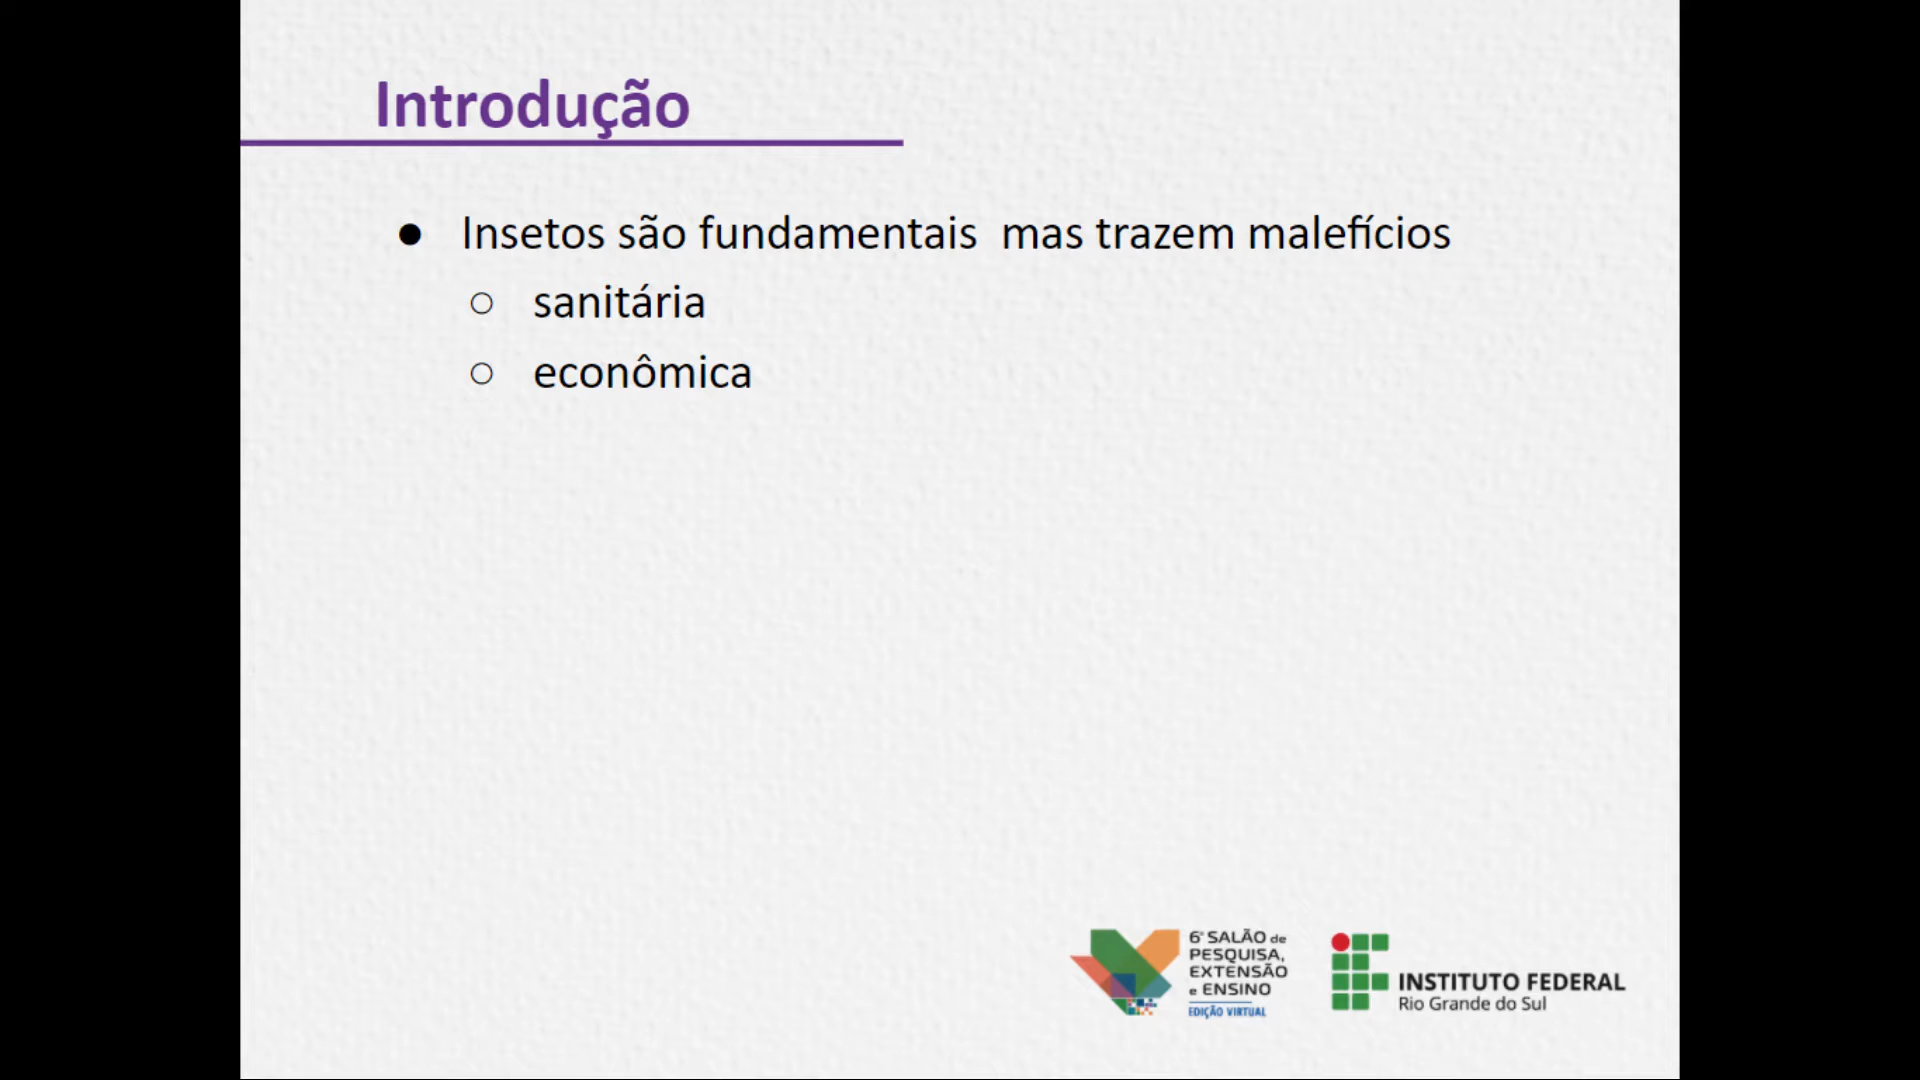 Introdução
● Insetos são fundamentais  mas trazem malefícios
○ sanitária
○ econômica
6º SALÃO de
PESQUISA,
EXTENSÃO
e ENSINO
EDIÇÃO VIRTUAL
INSTITUTO FEDERAL
Rio Grande do Sul